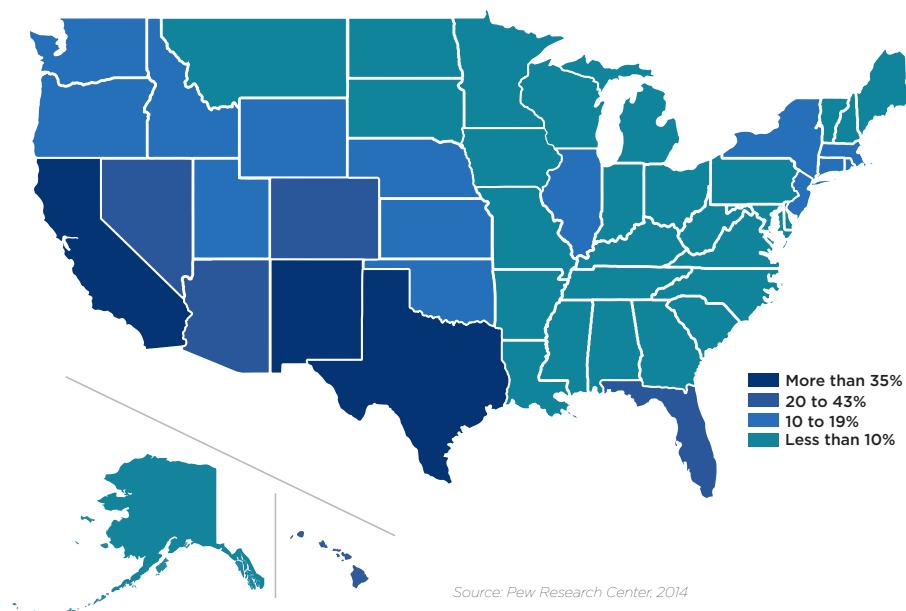 More than 35%
20 to 43%
10 to 19%
Less than 10%
Source: Pew Research Center, 2014